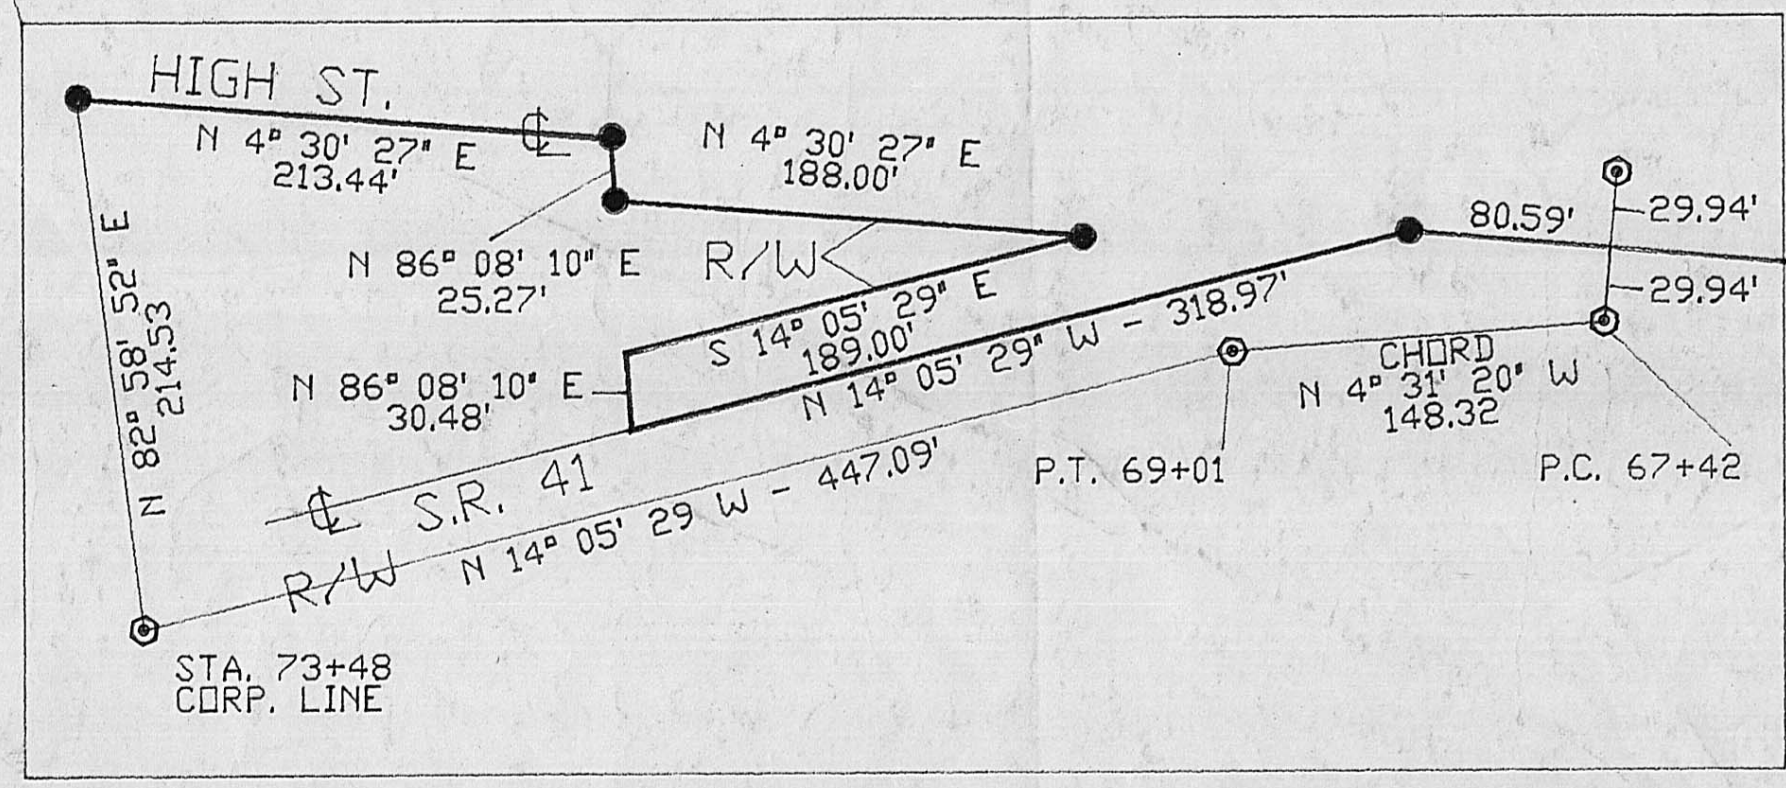 HIGH ST.
N 4° 30' 27" E
213.44'
℄
N 4° 30' 27" E
188.00'
80.59'
29.94'
29.94'
N 82° 58' 52" E
214.53
N 86° 08' 10" E
25.27'
R/W
S 14° 05' 29" E
189.00'
N 14° 05' 29" W - 318.97'
N 86° 08' 10" E
30.48'
CHORD
N 4° 31' 20" W
148.32
P.T. 69+01
P.C. 67+42
℄ S.R. 41
R/W N 14° 05' 29 W - 447.09'
STA. 73+48
CORP. LINE